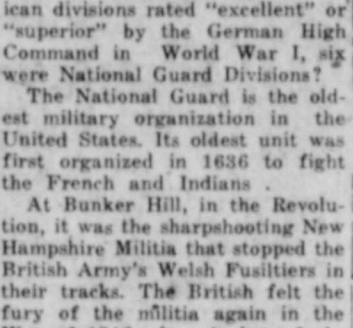 ican divisions rated "excellent" or
"superior" by the German High
Command in World War I, six
were National Guard Divisions?
The National Guard is the old-
est military organization in the
United States. Its oldest unit was
first organized in 1636 to fight
the French and Indians .
At Bunker Hill, in the Revolu-
tion, it was the sharpshooting New
Hampshire Militia that stopped the
British Army's Welsh Fusiltiers in
their tracks. The British felt the
fury of the militia again in the